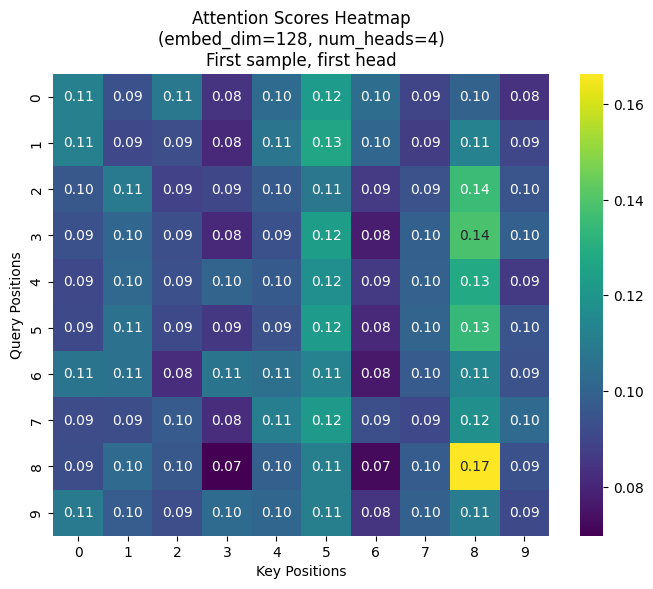 Attention Scores Heatmap
(embed_dim=128, num_heads=4)
First sample, first head
0 0.11 0.09 0.11 0.08 0.10 0.12 0.10 0.09 0.10 0.08
1 0.11 0.09 0.09 0.08 0.11 0.13 0.10 0.09 0.11 0.09
2 0.10 0.11 0.09 0.09 0.10 0.11 0.09 0.09 0.14 0.10
3 0.09 0.10 0.09 0.08 0.09 0.12 0.08 0.10 0.14 0.10
4 0.09 0.10 0.09 0.10 0.10 0.12 0.09 0.10 0.13 0.09
5 0.09 0.11 0.09 0.09 0.09 0.12 0.08 0.10 0.13 0.10
6 0.11 0.11 0.08 0.11 0.11 0.11 0.08 0.10 0.11 0.09
7 0.09 0.09 0.10 0.08 0.11 0.12 0.09 0.09 0.12 0.10
8 0.09 0.10 0.10 0.07 0.10 0.11 0.07 0.10 0.17 0.09
9 0.11 0.10 0.09 0.10 0.10 0.11 0.08 0.10 0.11 0.09
0 1 2 3 4 5 6 7 8 9
Key Positions
Query Positions
0.16
0.14
0.12
0.10
0.08